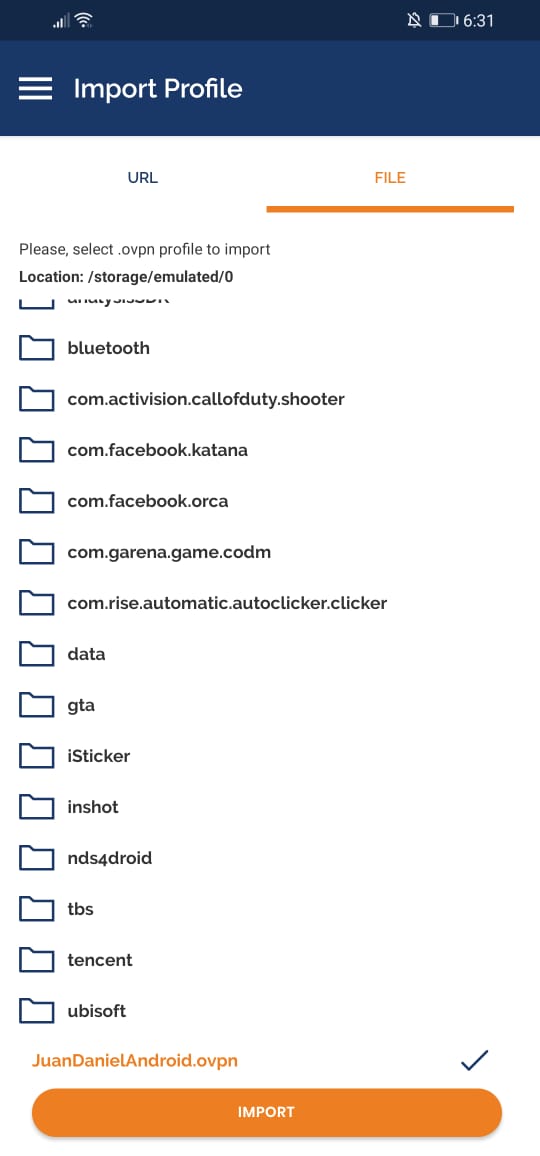 6:31
Import Profile
URL
FILE
Please, select .ovpn profile to import
Location: /storage/emulated/0
bluetooth
com.activision.callofduty.shooter
com.facebook.katana
com.facebook.orca
com.garena.game.codm
com.rise.automatic.autoclicker.clicker
data
gta
iSticker
inshot
nds4droid
tbs
tencent
ubisoft
JuanDanielAndroid.ovpn
IMPORT